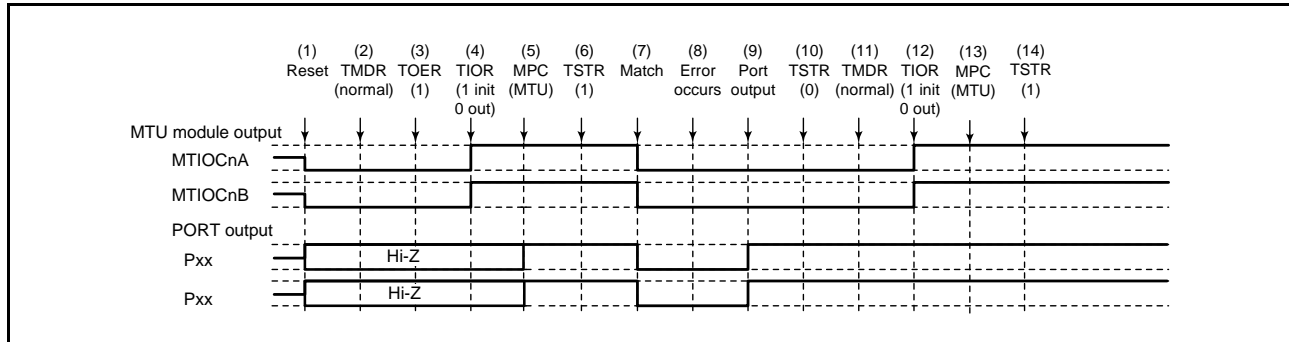 (1) (2) (3) (4) (5) (6) (7) (8) (9) (10) (11) (12) (13) (14)
Reset TMDR TOER TIOR MPC TSTR Match Error Port TSTR TMDR TIOR MPC TSTR
(normal) (1) (1 init (MTU) (1) occurs output (0) (normal) (1 init (MTU) (1)
0 out) 0 out)
MTU module output
MTIOCnA
MTIOCnB
PORT output
Pxx Hi-Z
Pxx Hi-Z